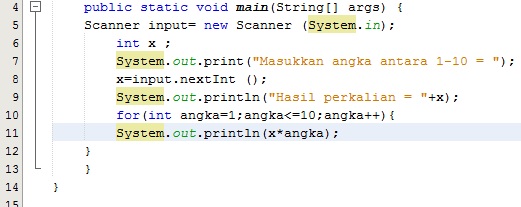 4 public static void main(String[] args) {
5 Scanner input= new Scanner (System.in);
6 int x ;
7 System.out.print("Masukkan angka antara 1-10 = ");
8 x=input.nextInt ();
9 System.out.println("Hasil perkalian = "+x);
10 for(int angka=1;angka<=10;angka++){
11 System.out.println(x*angka);
12 }
13 }
14 }
15